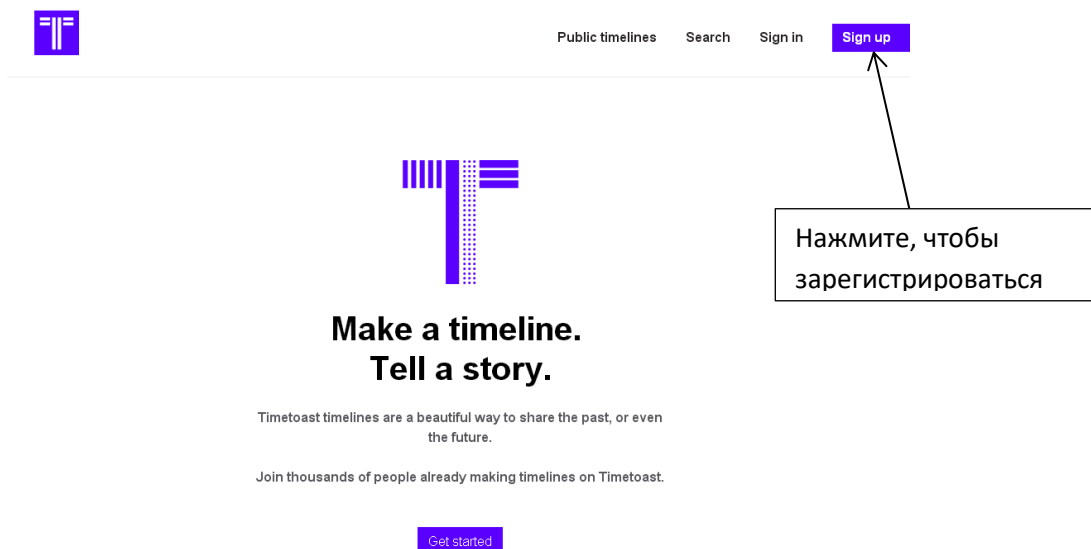 Public timelines Search Sign in Sign up
Нажмите, чтобы
зарегистрироваться
Make a timeline.
Tell a story.
Timetoast timelines are a beautiful way to share the past, or even
the future.
Join thousands of people already making timelines on Timetoast.
Get started